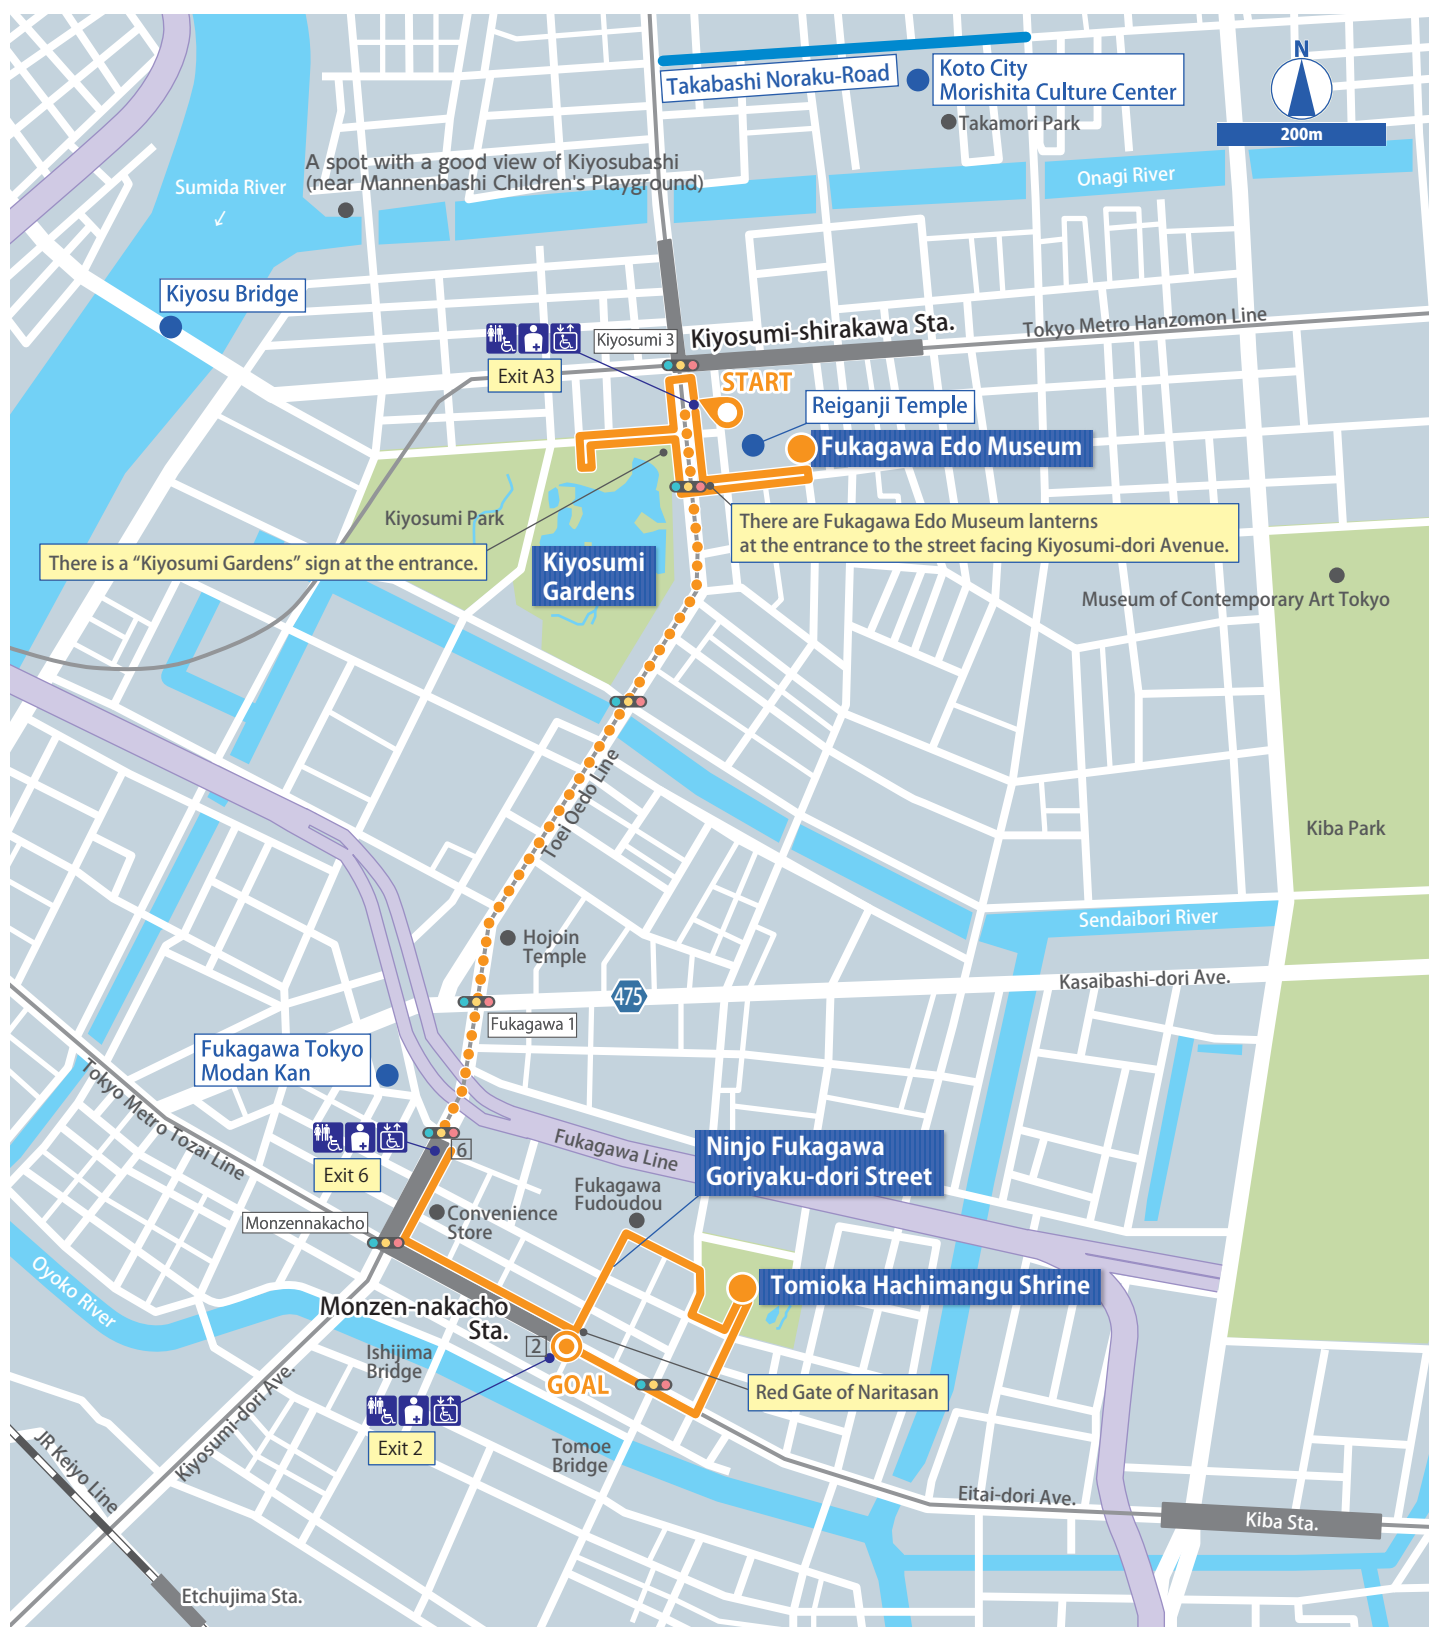 N
200m
Takabashi Noraku-Road
Koto City
Morishita Culture Center
Takamori Park
A spot with a good view of Kiyosubashi
(near Mannenbashi Children's Playground)
Sumida River
Onagi River
Kiyosu Bridge
Kiyosumi 3
Kiyosumi-shirakawa Sta.
Tokyo Metro Hanzomon Line
Exit A3
START
Reiganji Temple
Fukagawa Edo Museum
Kiyosumi Park
There are Fukagawa Edo Museum lanterns
at the entrance to the street facing Kiyosumi-dori Avenue.
There is a “Kiyosumi Gardens” sign at the entrance.
Kiyosumi
Gardens
Museum of Contemporary Art Tokyo
Toei Oedo Line
Kiba Park
Sendaibori River
Hojoin
Temple
Kasaibashi-dori Ave.
475
Fukagawa 1
Fukagawa Tokyo
Modan Kan
Tokyo Metro Tozai Line
6
Exit 6
Fukagawa Line
Ninjo Fukagawa
Goriyaku-dori Street
Fukagawa
Fudoudou
Convenience
Store
Monzennakacho
Oyoko River
Tomioka Hachimangu Shrine
Monzen-nakacho
Sta.
2
Ishijima
Bridge
GOAL
Red Gate of Naritasan
Kiyosumi-dori Ave.
Exit 2
Tomoe
Bridge
JR Keiyo Line
Eitai-dori Ave.
Kiba Sta.
Etchujima Sta.